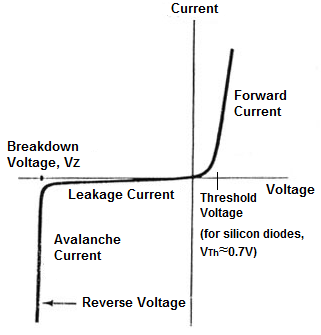 Current
Forward
Current
Breakdown
Voltage, Vz
Leakage Current
Threshold
Voltage
(for silicon diodes,
VTh≈0.7V)
Voltage
Avalanche
Current
Reverse Voltage